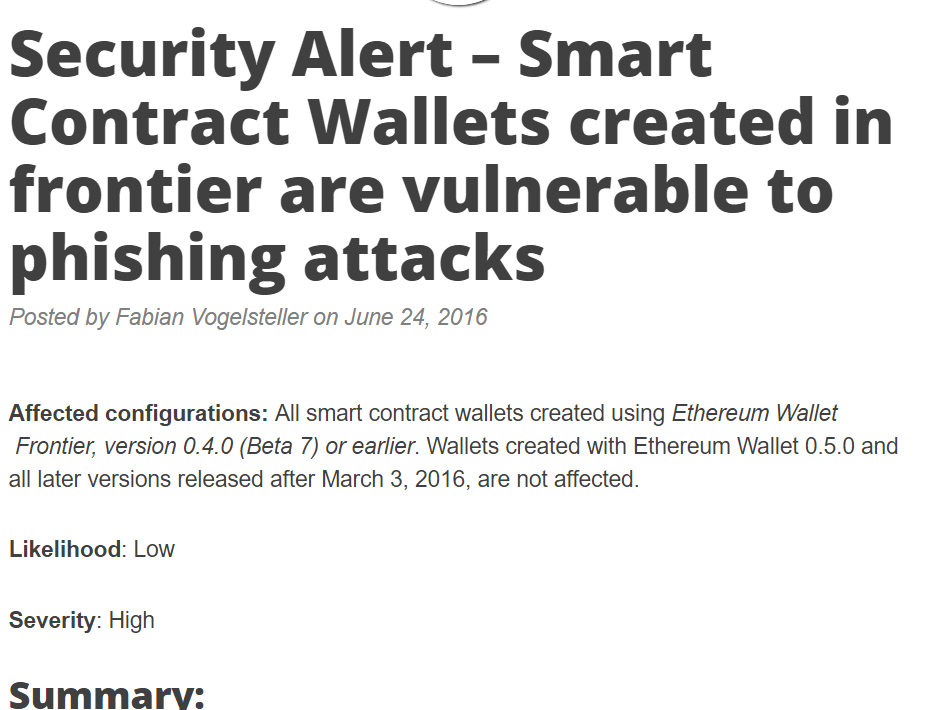 Security Alert – Smart
Contract Wallets created in
frontier are vulnerable to
phishing attacks
Posted by Fabian Vogelsteller on June 24, 2016
Affected configurations: All smart contract wallets created using Ethereum Wallet
Frontier, version 0.4.0 (Beta 7) or earlier. Wallets created with Ethereum Wallet 0.5.0 and
all later versions released after March 3, 2016, are not affected.
Likelihood: Low
Severity: High
Summary: